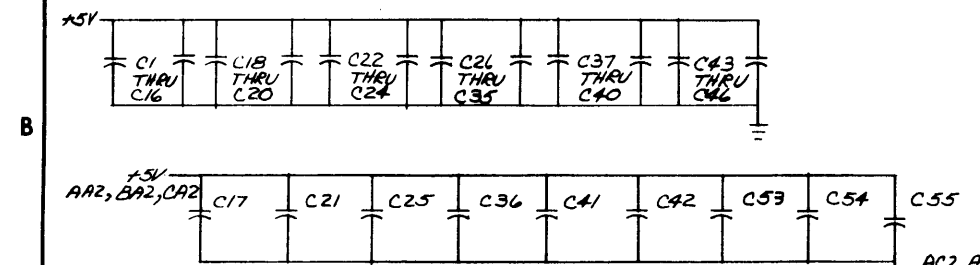 +5V
C1 THRU C16
C18 THRU C20
C22 THRU C24
C26 THRU C35
C37 THRU C40
C43 THRU C46
B
+5V
AA2, BA2, CA2
C17 C21 C25 C36 C41 C42 C53 C54 C55
AC2